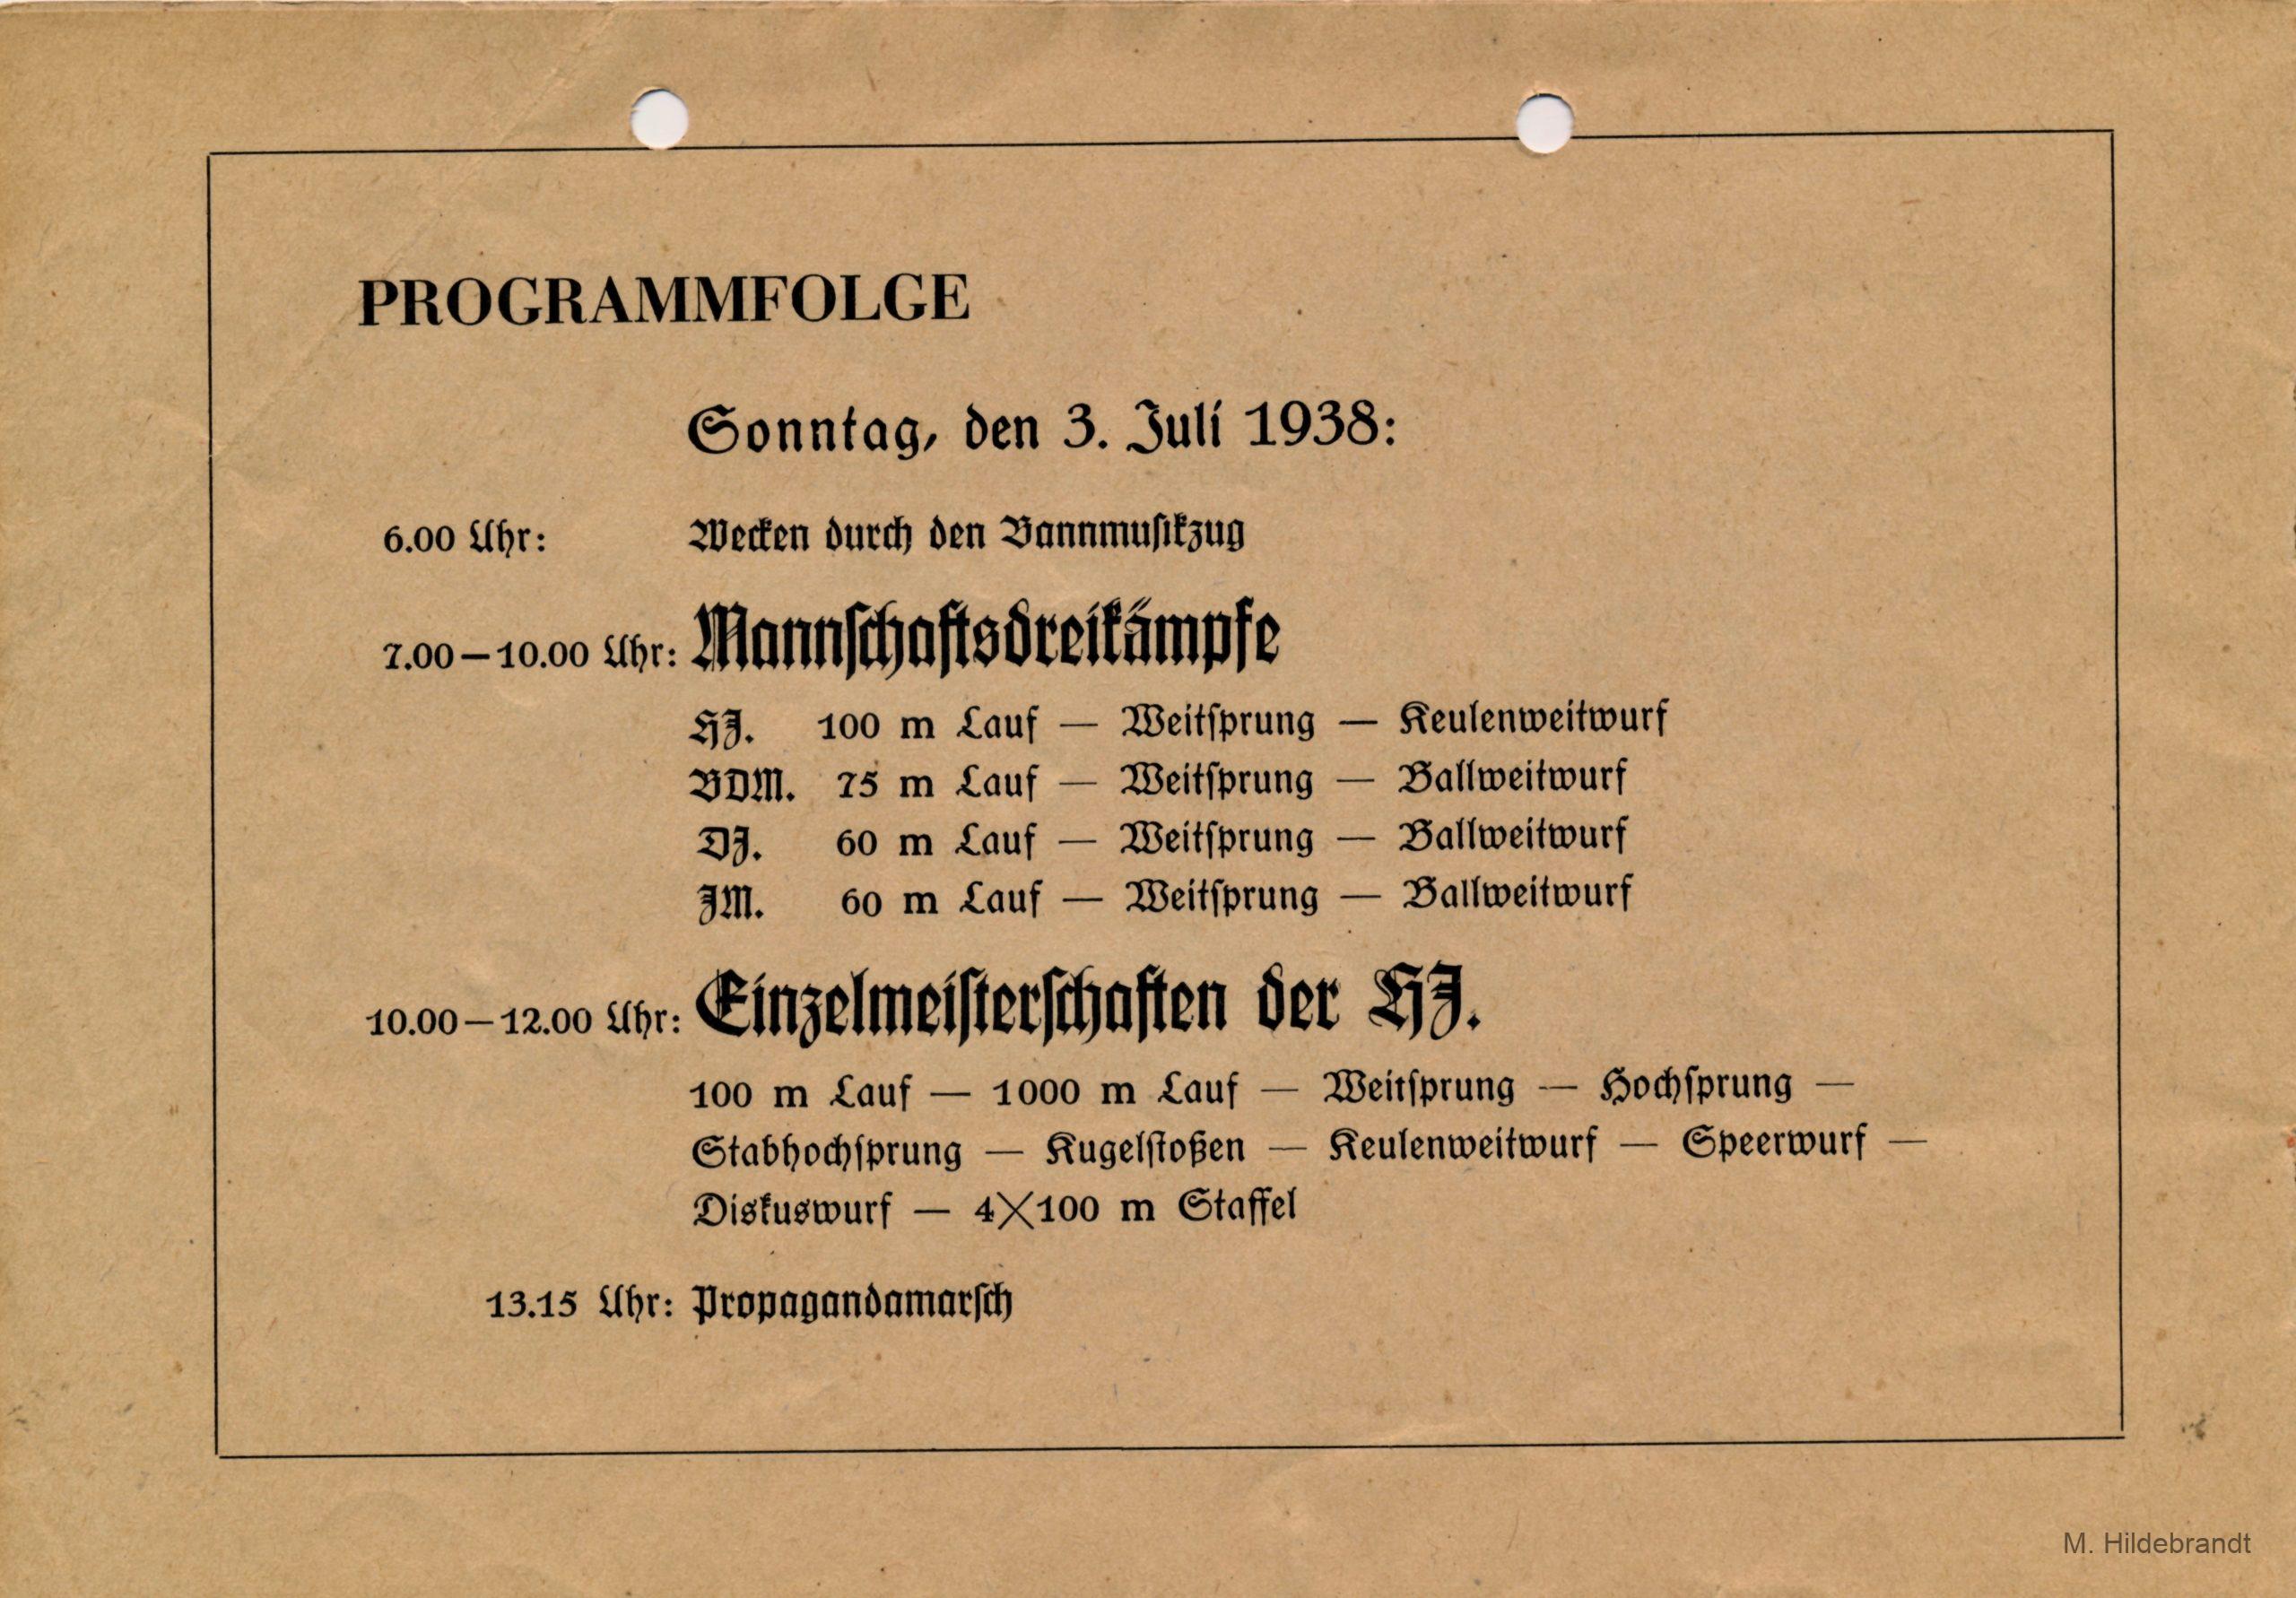 PROGRAMMFOLGE
Sonntag, den 3. Juli 1938:
6.00 Uhr: Wecken durch den Bannmusikzug
7.00–10.00 Uhr: Mannschaftsdreikämpfe
HJ. 100 m Lauf — Weitsprung — Keulenweitwurf
BDM. 75 m Lauf — Weitsprung — Ballweitwurf
DJ. 60 m Lauf — Weitsprung — Ballweitwurf
JM. 60 m Lauf — Weitsprung — Ballweitwurf
10.00–12.00 Uhr: Einzelmeisterschaften der HJ.
100 m Lauf — 1000 m Lauf — Weitsprung — Hochsprung —
Stabhochsprung — Kugelstoßen — Keulenweitwurf — Speerwurf —
Diskuswurf — 4×100 m Staffel
13.15 Uhr: Propagandamarsch
M. Hildebrandt